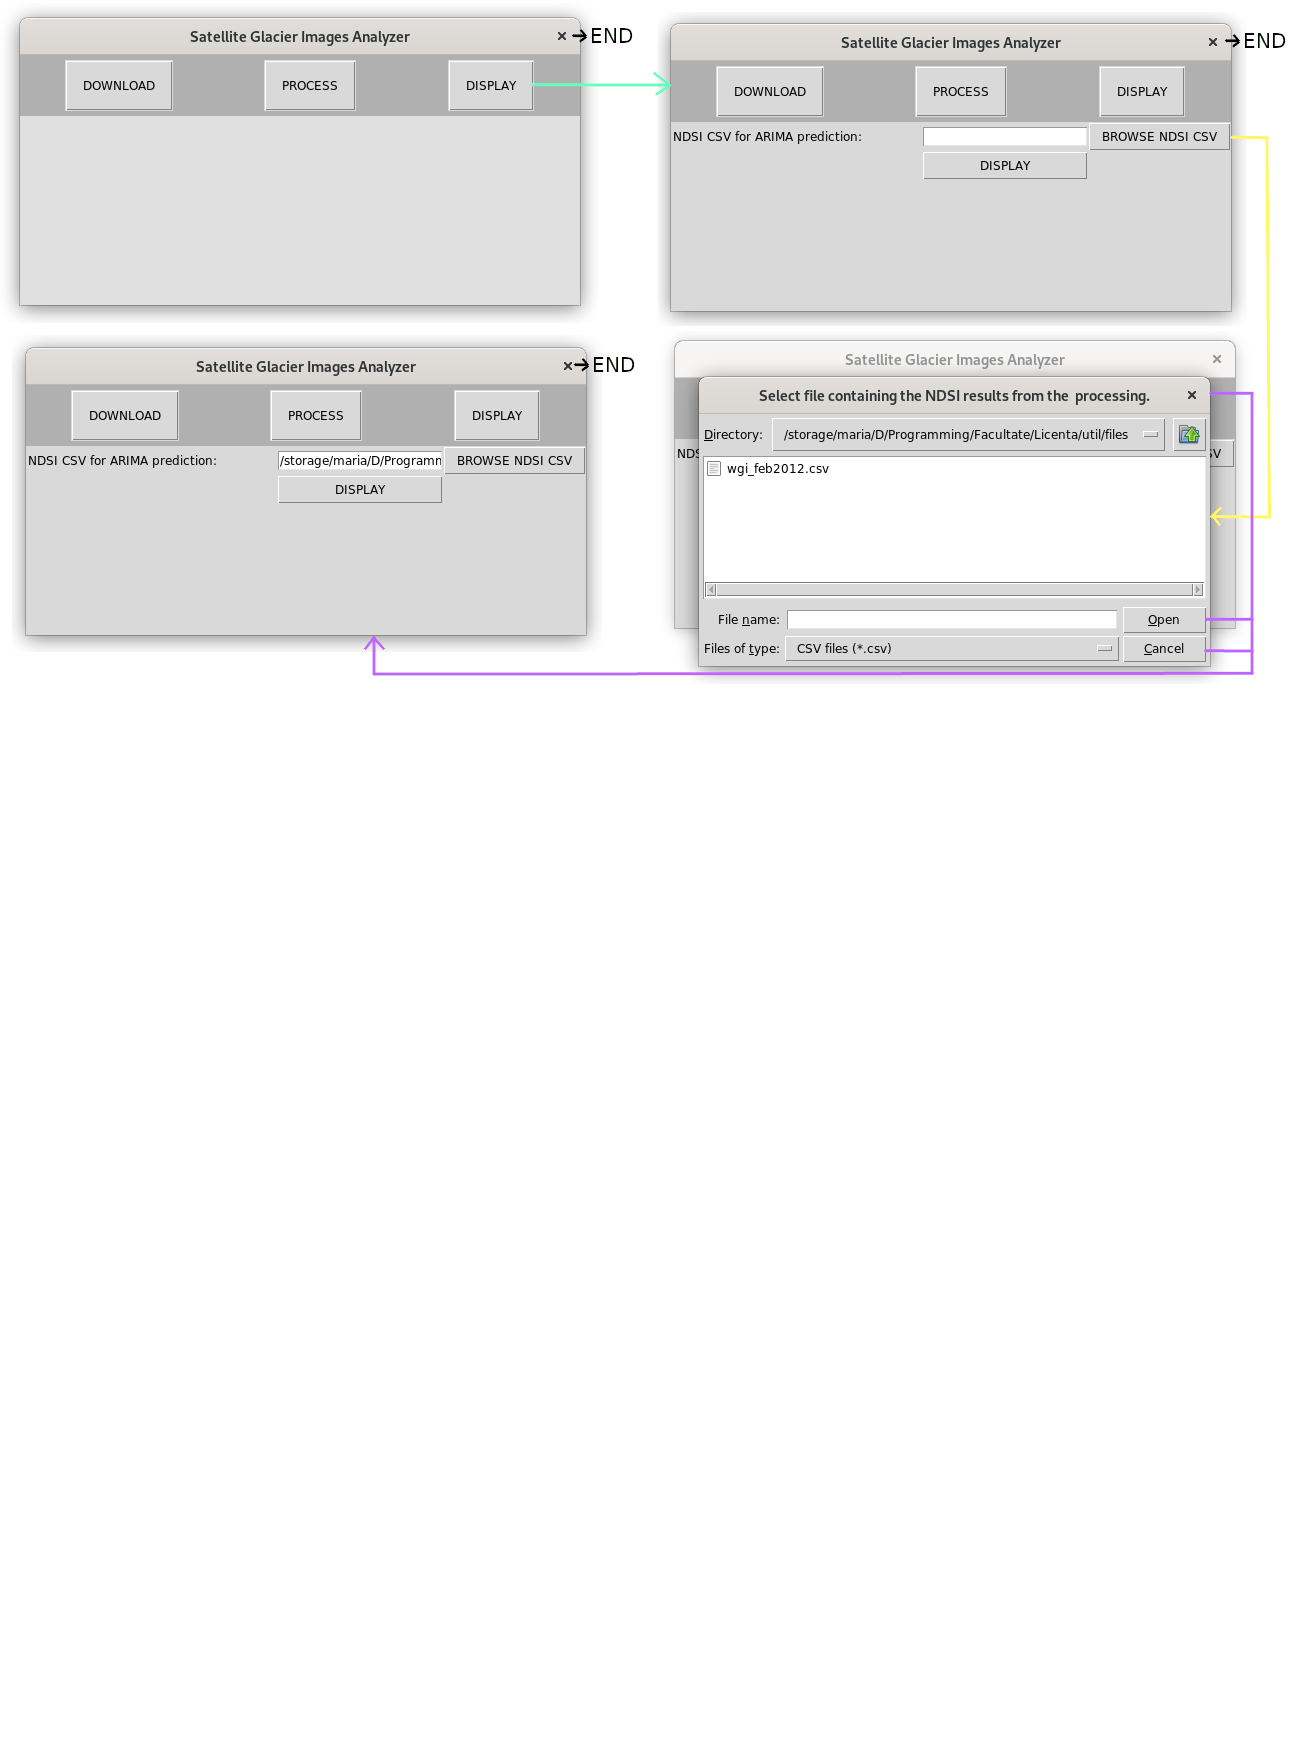 Satellite Glacier Images Analyzer × END
DOWNLOAD PROCESS DISPLAY
Satellite Glacier Images Analyzer × END
DOWNLOAD PROCESS DISPLAY
NDSI CSV for ARIMA prediction: BROWSE NDSI CSV
DISPLAY
Satellite Glacier Images Analyzer × END
DOWNLOAD PROCESS DISPLAY
NDSI CSV for ARIMA prediction: /storage/maria/D/Program BROWSE NDSI CSV
DISPLAY
Satellite Glacier Images Analyzer ×
Select file containing the NDSI results from the processing. ×
Directory: /storage/maria/D/Programming/Facultate/Licenta/util/files
wgi_feb2012.csv
File name: Open
Files of type: CSV files (*.csv) Cancel